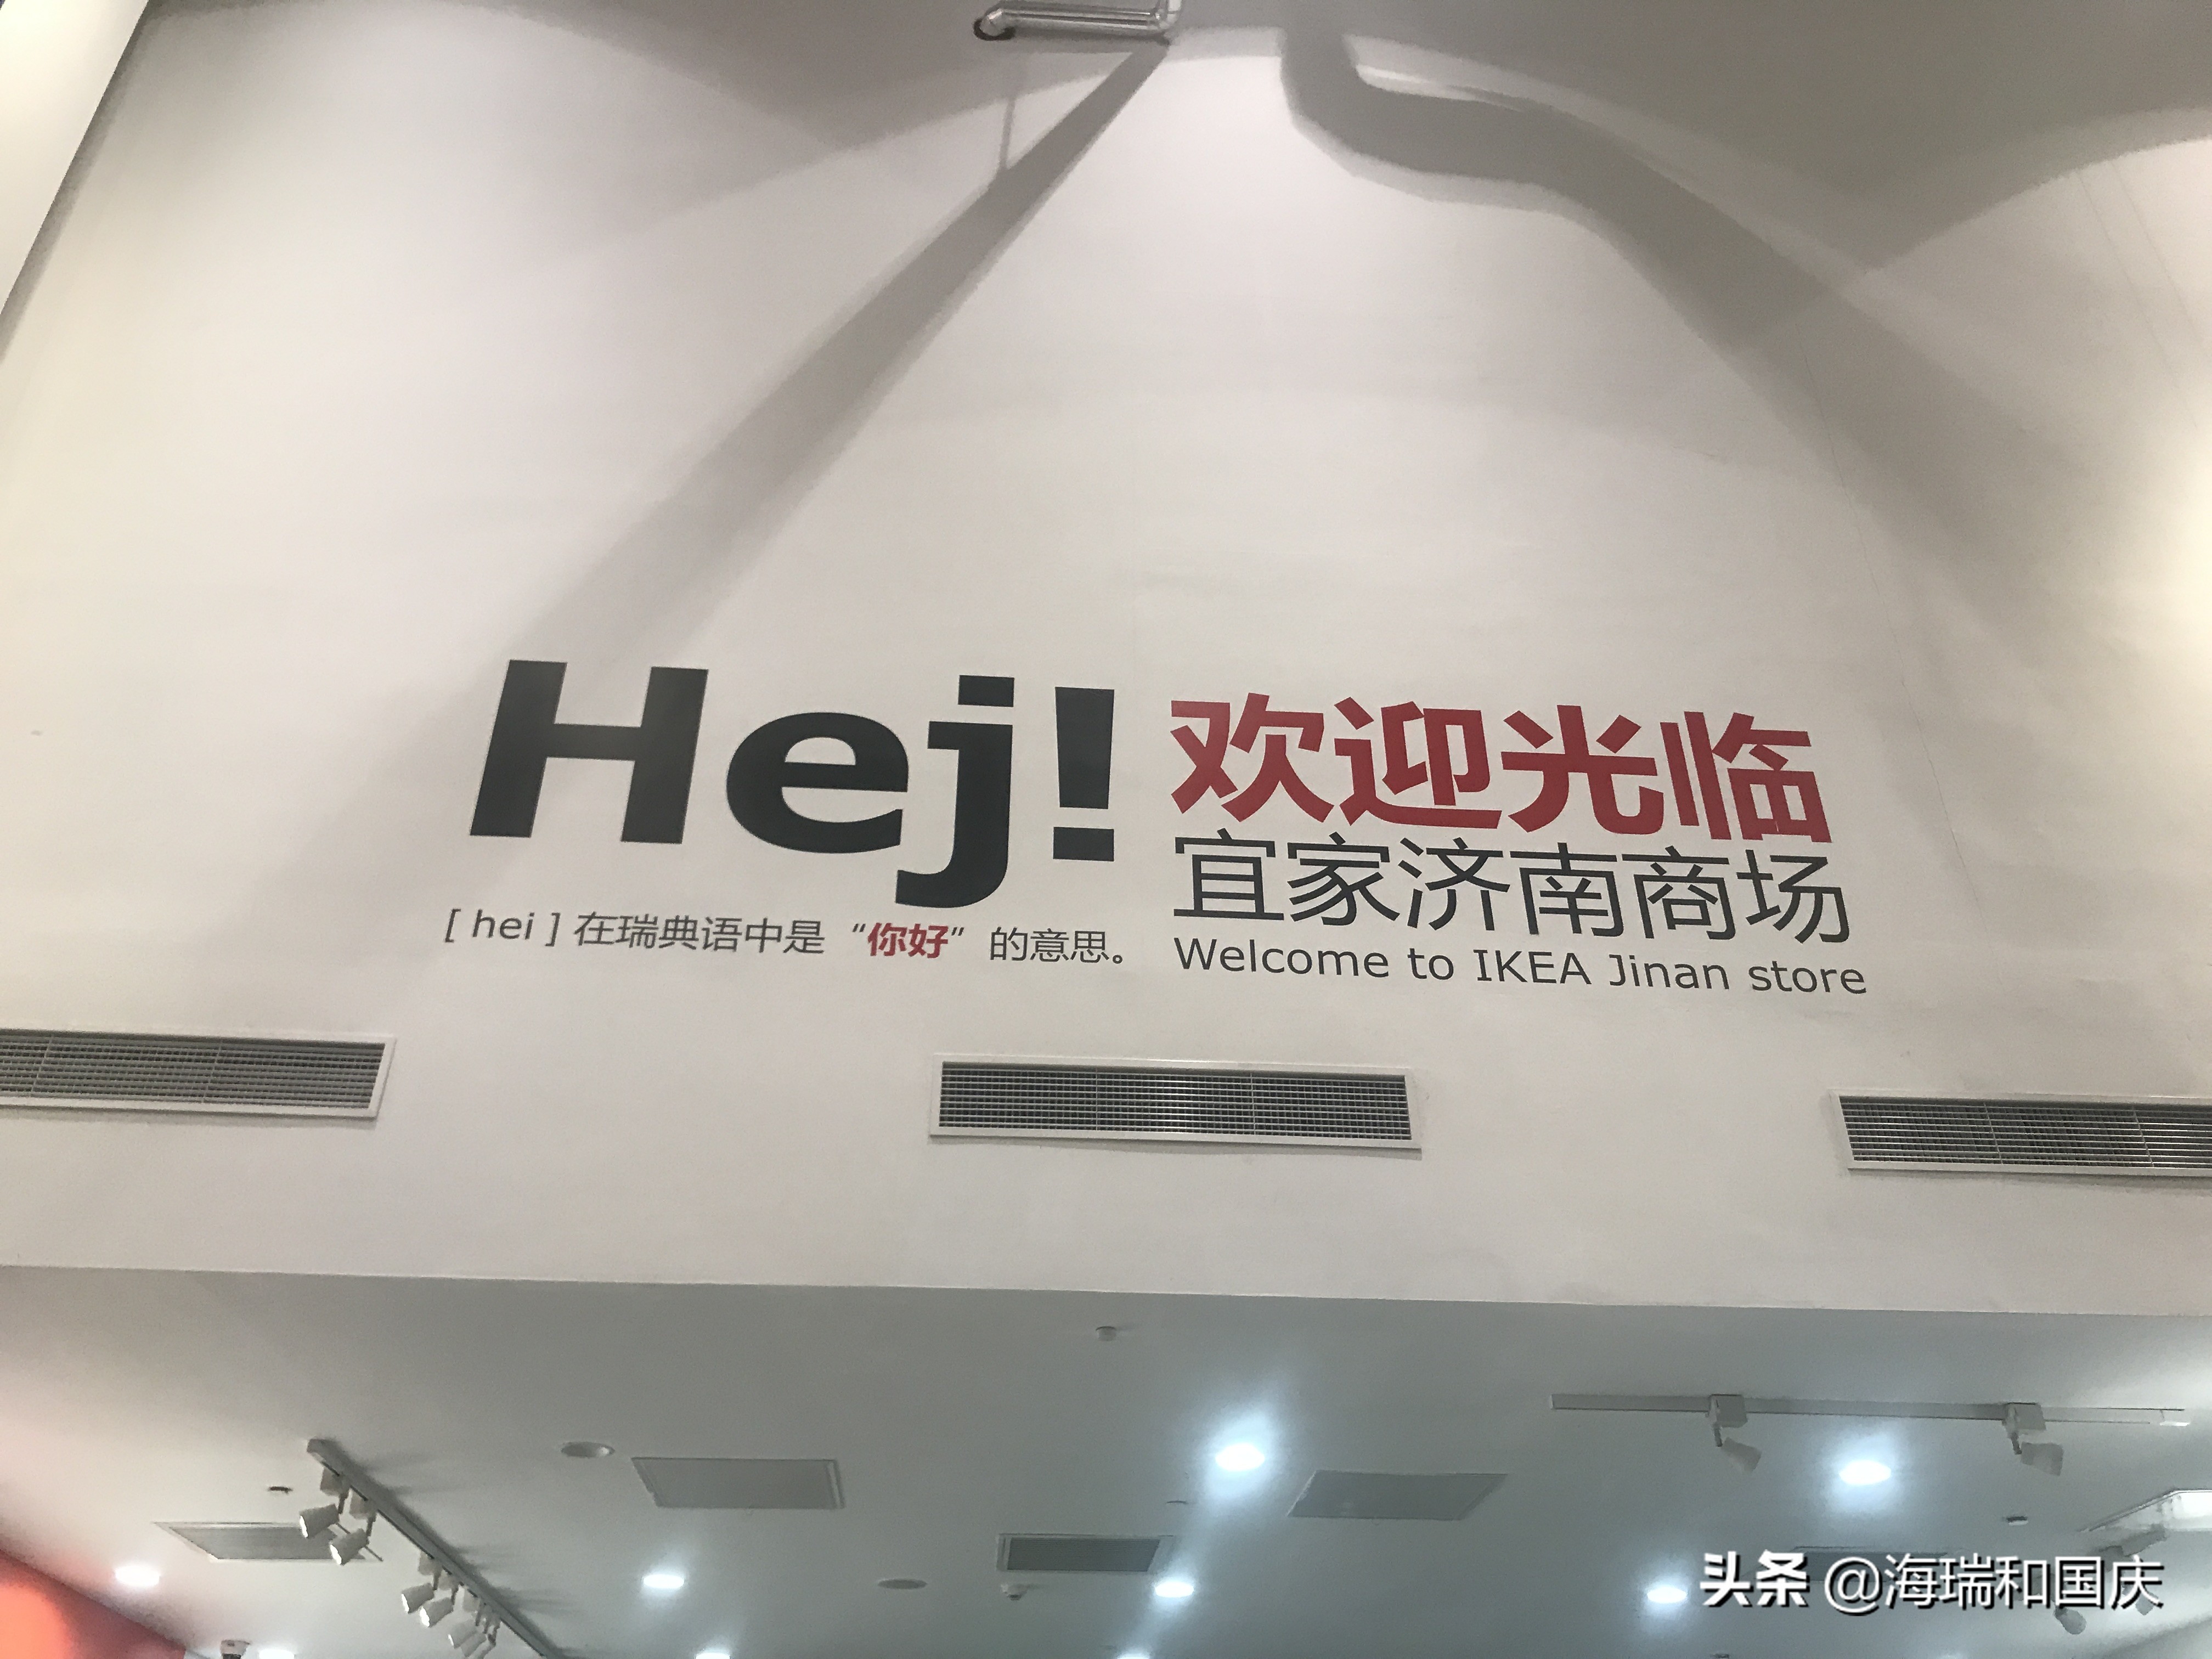 Hej!
[ hei ] 在瑞典语中是 “你好” 的意思。
欢迎光临
宜家济南商场
Welcome to IKEA Jinan store
头条 @海瑞和国庆